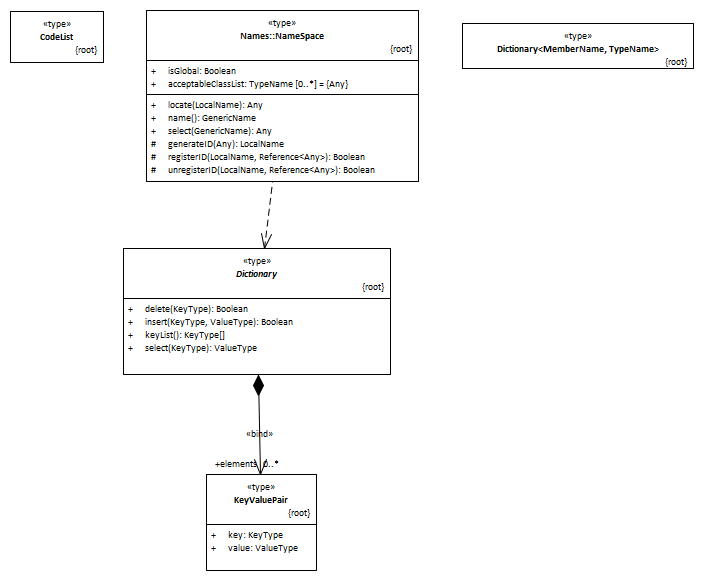 «type»
CodeList
{root}
«type»
Names::NameSpace
{root}
+ isGlobal: Boolean
+ acceptableClassList: TypeName [0..*] = {Any}
+ locate(LocalName): Any
+ name(): GenericName
+ select(GenericName): Any
# generateID(Any): LocalName
# registerID(LocalName, Reference<Any>): Boolean
# unregisterID(LocalName, Reference<Any>): Boolean
«type»
Dictionary<MemberName, TypeName>
{root}
«type»
Dictionary
{root}
+ delete(KeyType): Boolean
+ insert(KeyType, ValueType): Boolean
+ keyList(): KeyType[]
+ select(KeyType): ValueType
«bind»
+elements 0..*
«type»
KeyValuePair
{root}
+ key: KeyType
+ value: ValueType